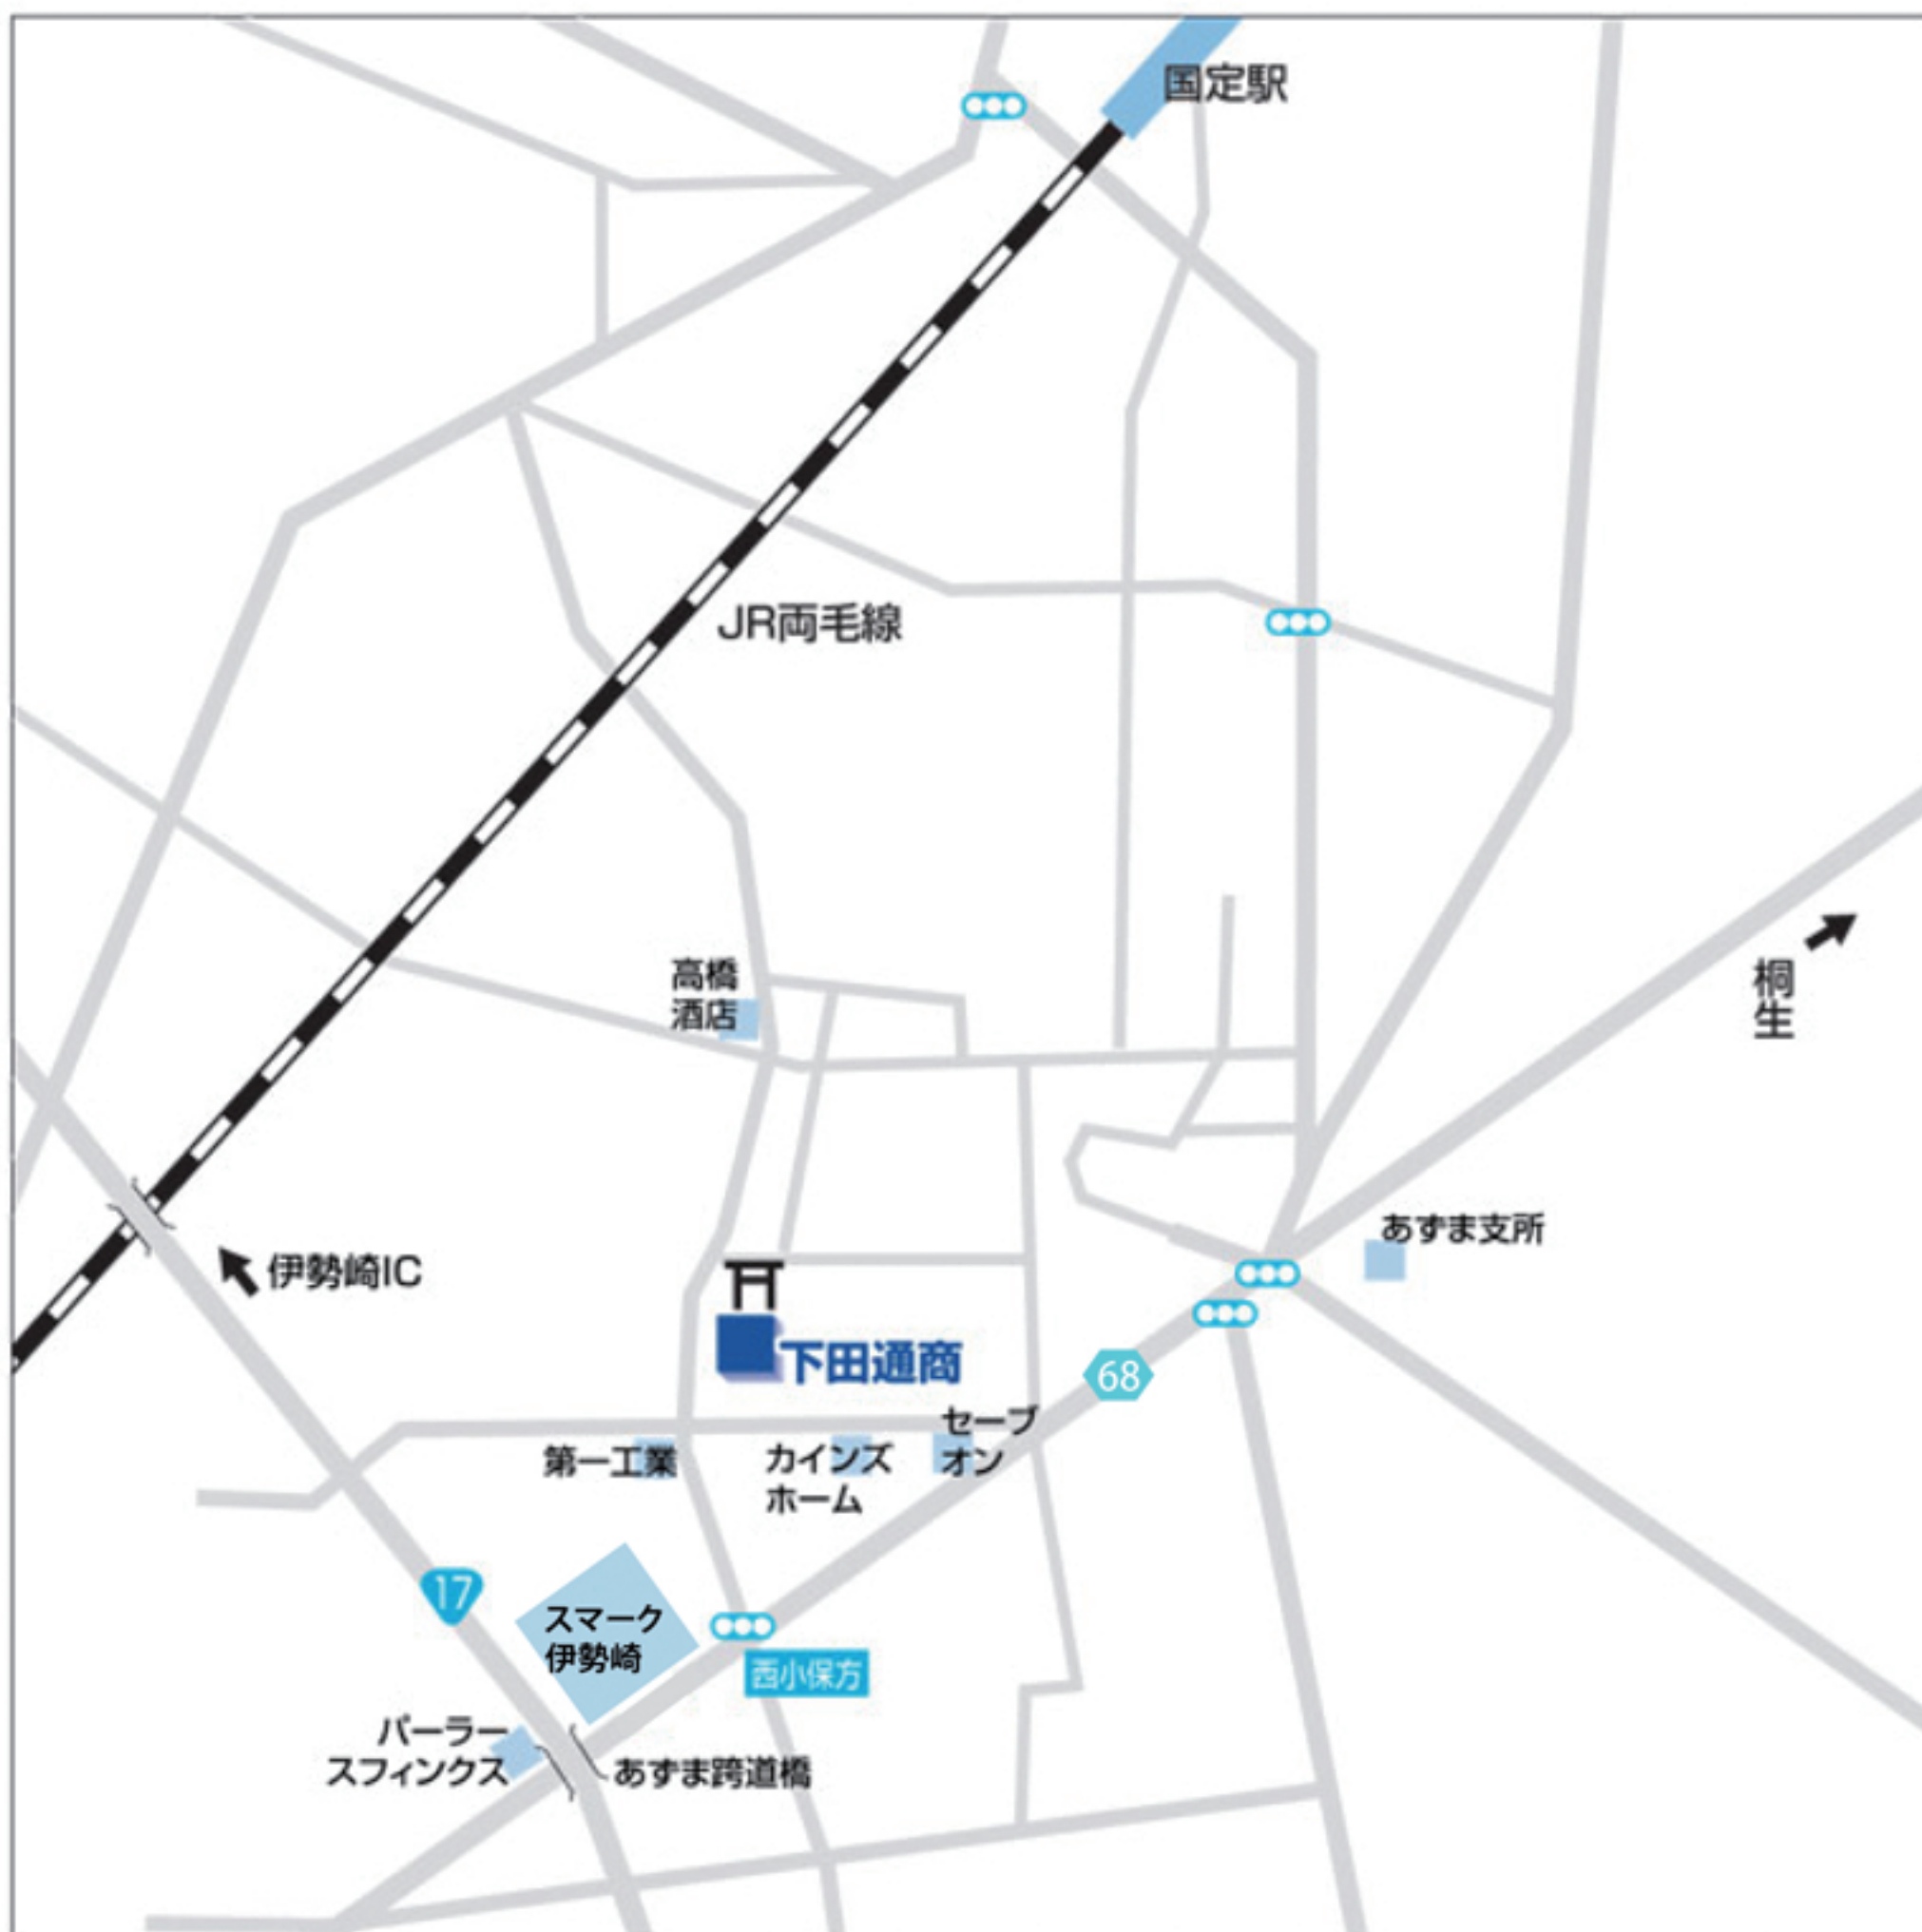 国定駅
JR両毛線
高橋
酒店
桐
生
あずま支所
伊勢崎IC
下田通商
68
セーブ
オン
第一工業
カインズ
ホーム
17
スマーク
伊勢崎
西小保方
パーラー
スフィンクス
あずま跨道橋